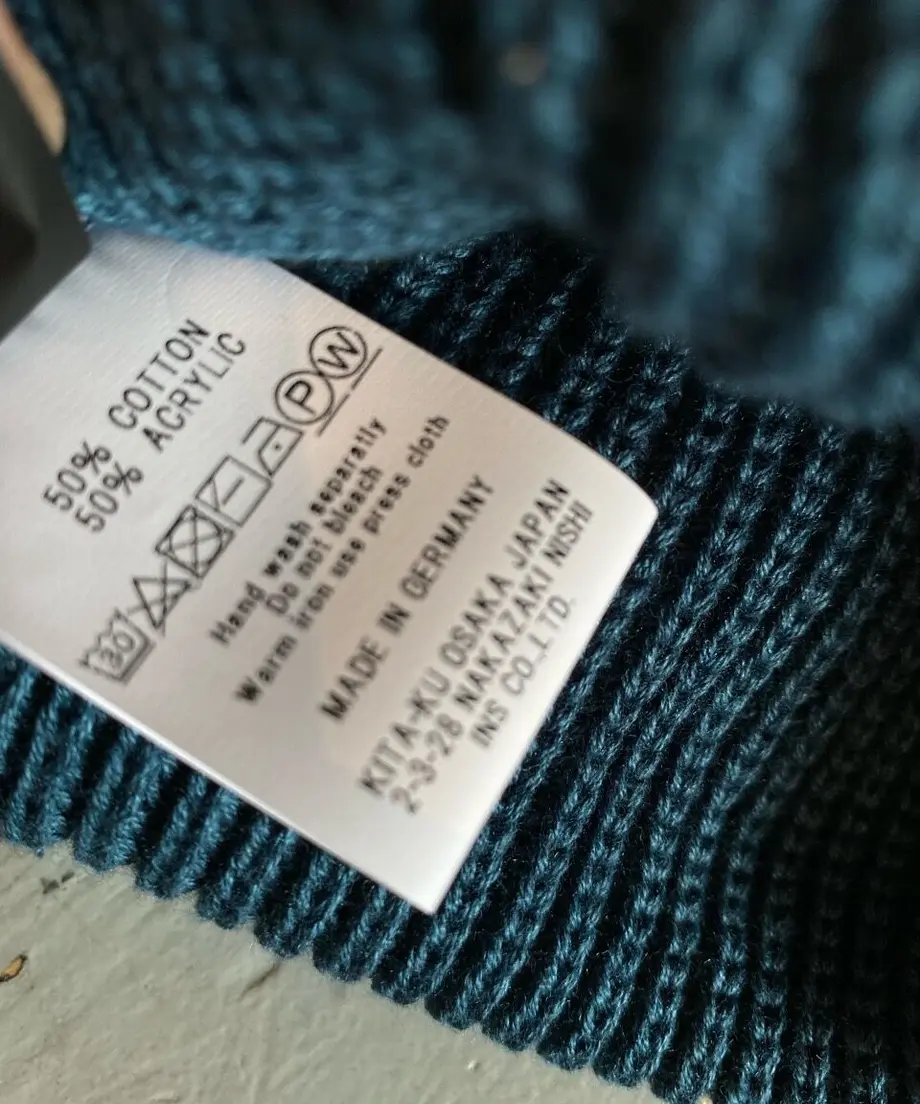 50% COTTON
50% ACRYLIC
30 P W
Hand wash separatly
Do not bleach
Warm iron use press cloth
MADE IN GERMANY
KITA-KU OSAKA JAPAN
2-3-28 NAKAZAKI NISHI
INS CO.,LTD.